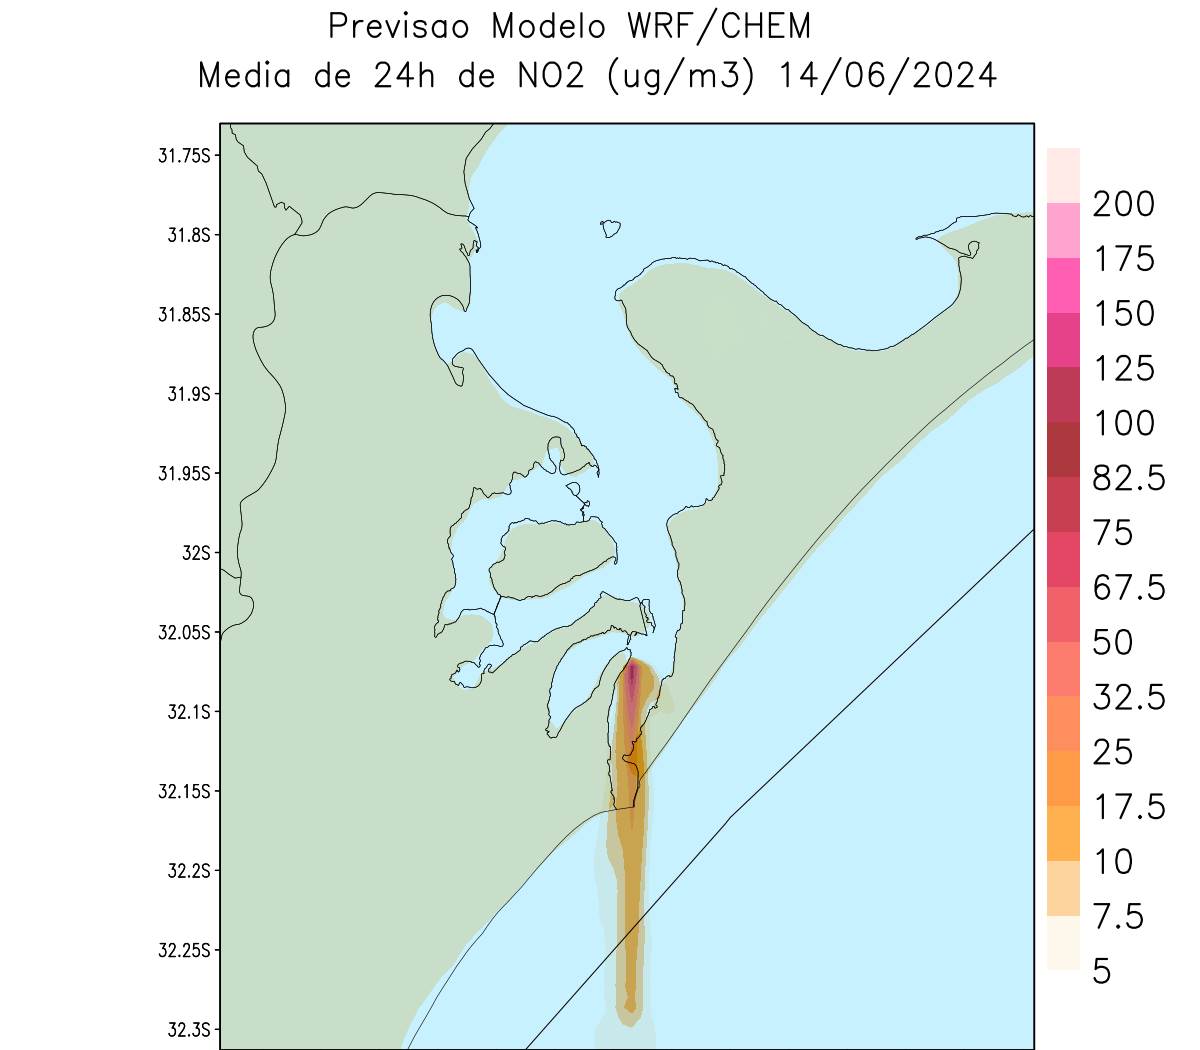 Previsao Modelo WRF/CHEM
Media de 24h de NO2 (ug/m3) 14/06/2024
31.75S
31.8S
31.85S
31.9S
31.95S
32S
32.05S
32.1S
32.15S
32.2S
32.25S
32.3S
200
175
150
125
100
82.5
75
67.5
50
32.5
25
17.5
10
7.5
5